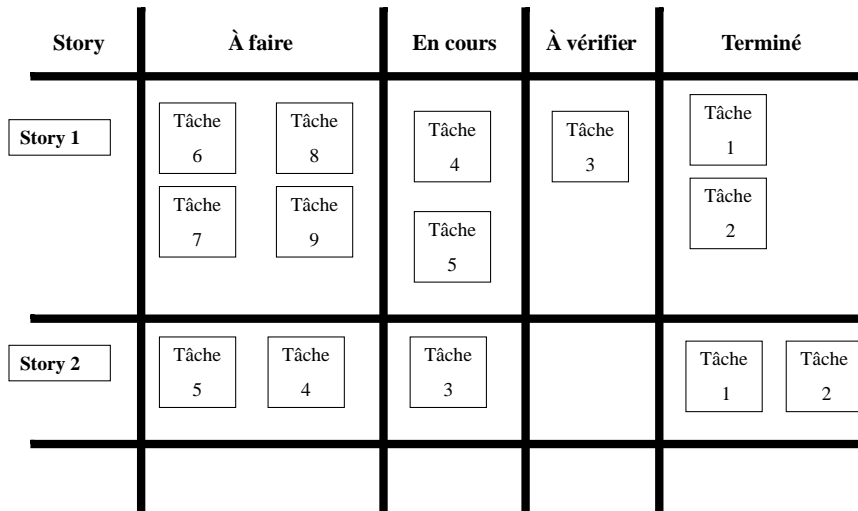 Story
À faire
En cours
À vérifier
Terminé
Story 1
Tâche
6
Tâche
8
Tâche
7
Tâche
9
Tâche
4
Tâche
5
Tâche
3
Tâche
1
Tâche
2
Story 2
Tâche
5
Tâche
4
Tâche
3
Tâche
1
Tâche
2